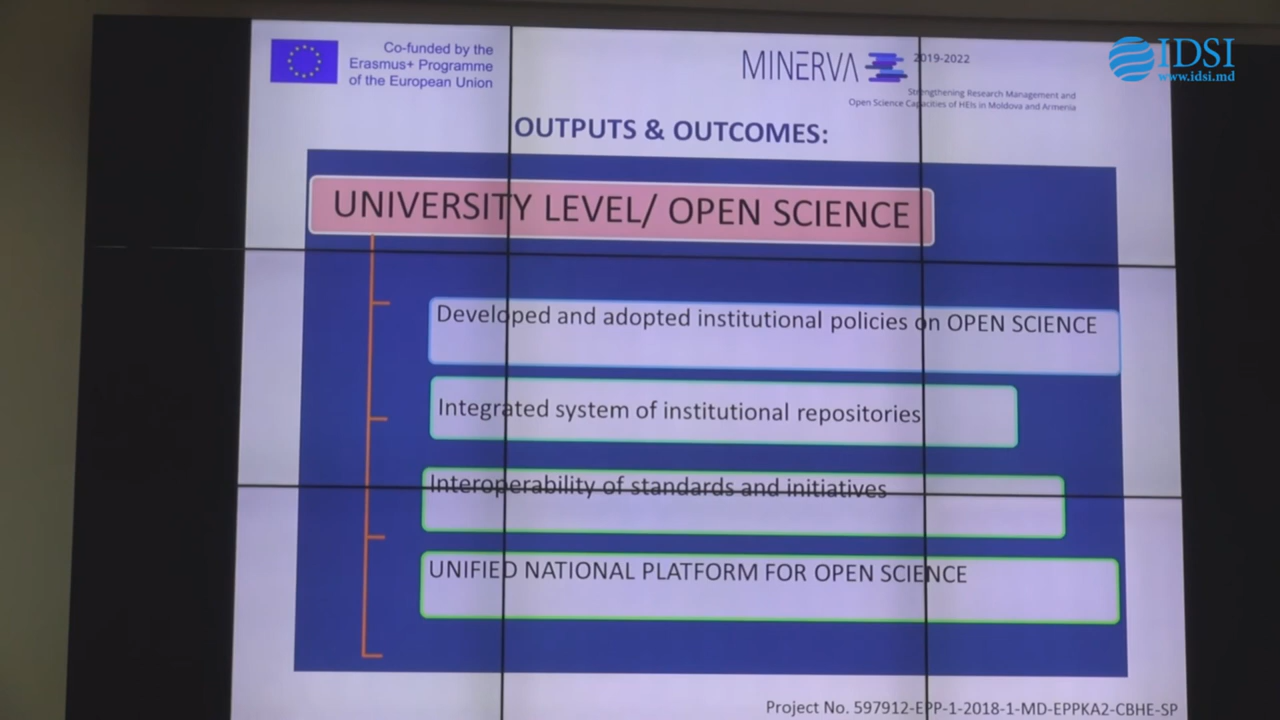 Co-funded by the
Erasmus+ Programme
of the European Union
MINERVA 2019-2022
Strengthening Research Management and
Open Science Capacities of HEIs in Moldova and Armenia
IDSI
www.idsi.md
OUTPUTS & OUTCOMES:
UNIVERSITY LEVEL/ OPEN SCIENCE
Developed and adopted institutional policies on OPEN SCIENCE
Integrated system of institutional repositories
Interoperability of standards and initiatives
UNIFIED NATIONAL PLATFORM FOR OPEN SCIENCE
Project No. 597912-EPP-1-2018-1-MD-EPPKA2-CBHE-SP